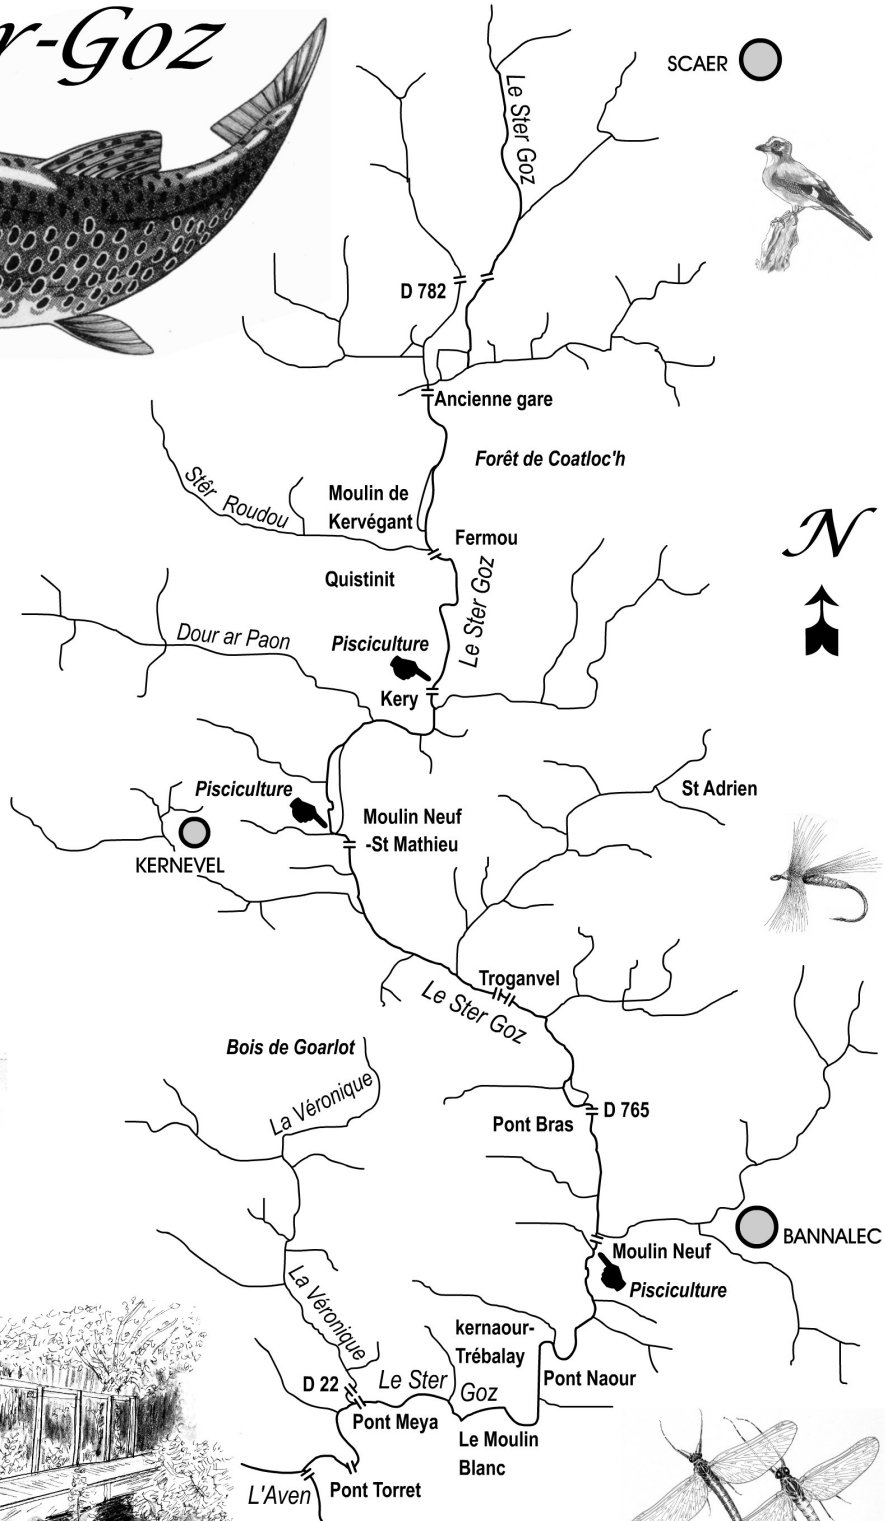 r-Goz
SCAER
Le Ster Goz
D 782
Ancienne gare
Forêt de Coatloc'h
Stêr Roudou
Moulin de
Kervégant
Fermou
N
Quistinit
Le Ster Goz
Dour ar Paon
Pisciculture
Kery
Pisciculture
Moulin Neuf
-St Mathieu
St Adrien
KERNEVEL
Troganvel
Le Ster Goz
Bois de Goarlot
La Véronique
D 765
Pont Bras
BANNALEC
Moulin Neuf
Pisciculture
La Véronique
kernaour-
Trébalay
D 22
Le Ster
Goz
Pont Naour
Pont Meya
Le Moulin
Blanc
L'Aven
Pont Torret